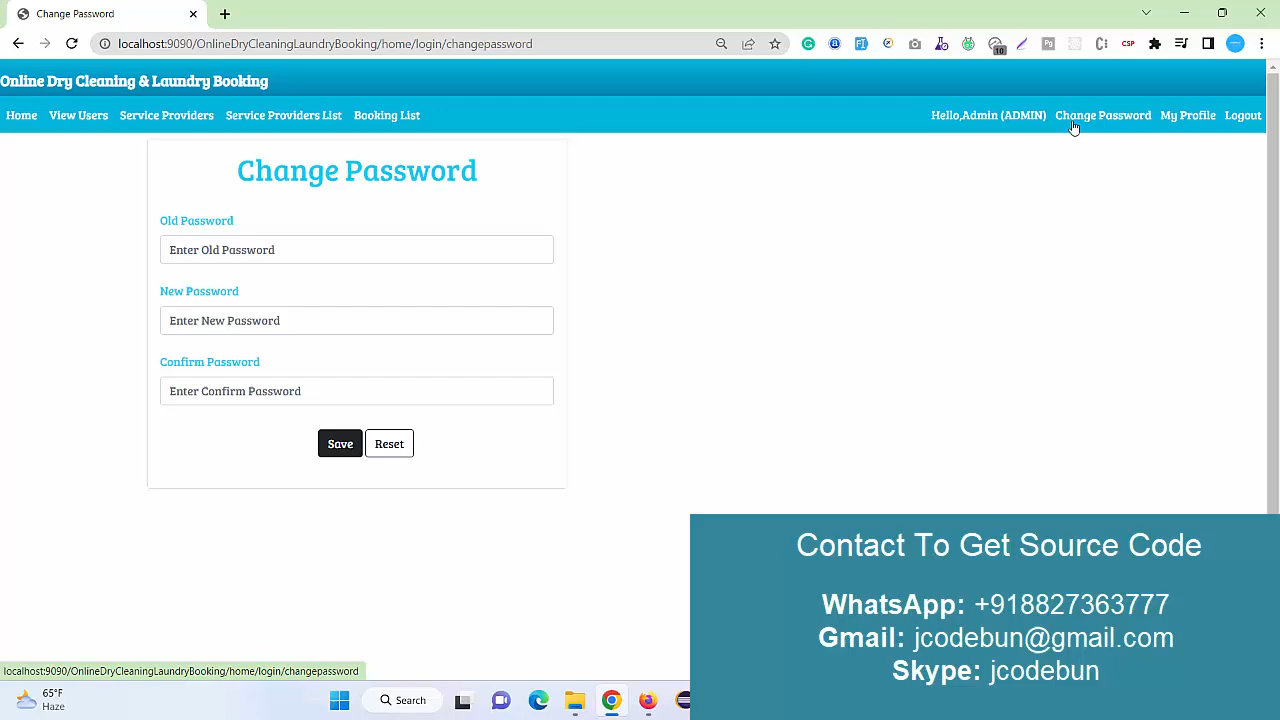 Change Password
localhost:9090/OnlineDryCleaningLaundryBooking/home/login/changepassword
10
Pg
CSP
Online Dry Cleaning & Laundry Booking
Home View Users Service Providers Service Providers List Booking List Hello,Admin (ADMIN) Change Password My Profile Logout
Change Password
Old Password
Enter Old Password
New Password
Enter New Password
Confirm Password
Enter Confirm Password
Save Reset
Contact To Get Source Code
WhatsApp: +918827363777
Gmail: jcodebun@gmail.com
Skype: jcodebun
localhost:9090/OnlineDryCleaningLaundryBooking/home/login/changepassword
65°F
Haze
Search